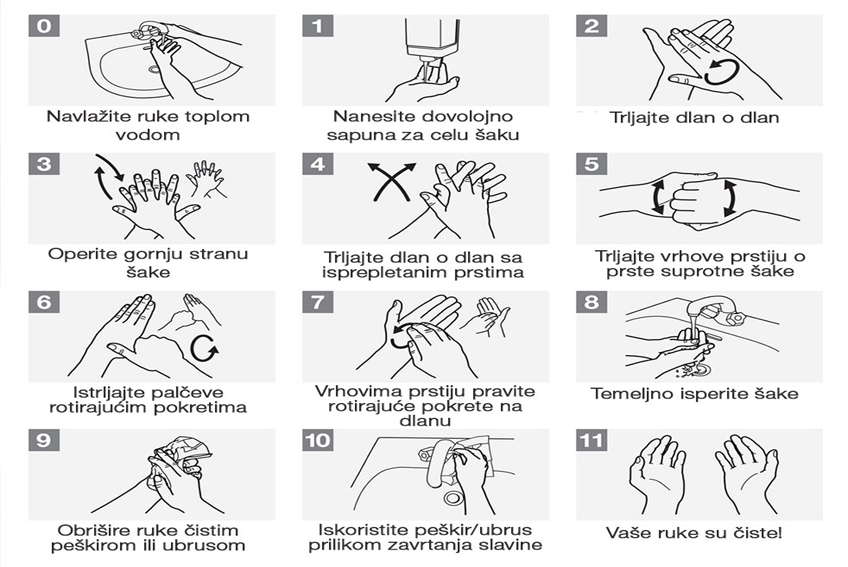 0
Navlažite ruke toplom
vodom
1
Nanesite dovolojno
sapuna za celu šaku
2
Trljajte dlan o dlan
3
Operite gornju stranu
šake
4
Trljajte dlan o dlan sa
isprepletanim prstima
5
Trljajte vrhove prstiju o
prste suprotne šake
6
Istrljajte palčeve
rotirajućim pokretima
7
Vrhovima prstiju pravite
rotirajuće pokrete na
dlanu
8
Temeljno isperite šake
9
Obrišire ruke čistim
peškirom ili ubrusom
10
Iskoristite peškir/ubrus
prilikom zavrtanja slavine
11
Vaše ruke su čiste!